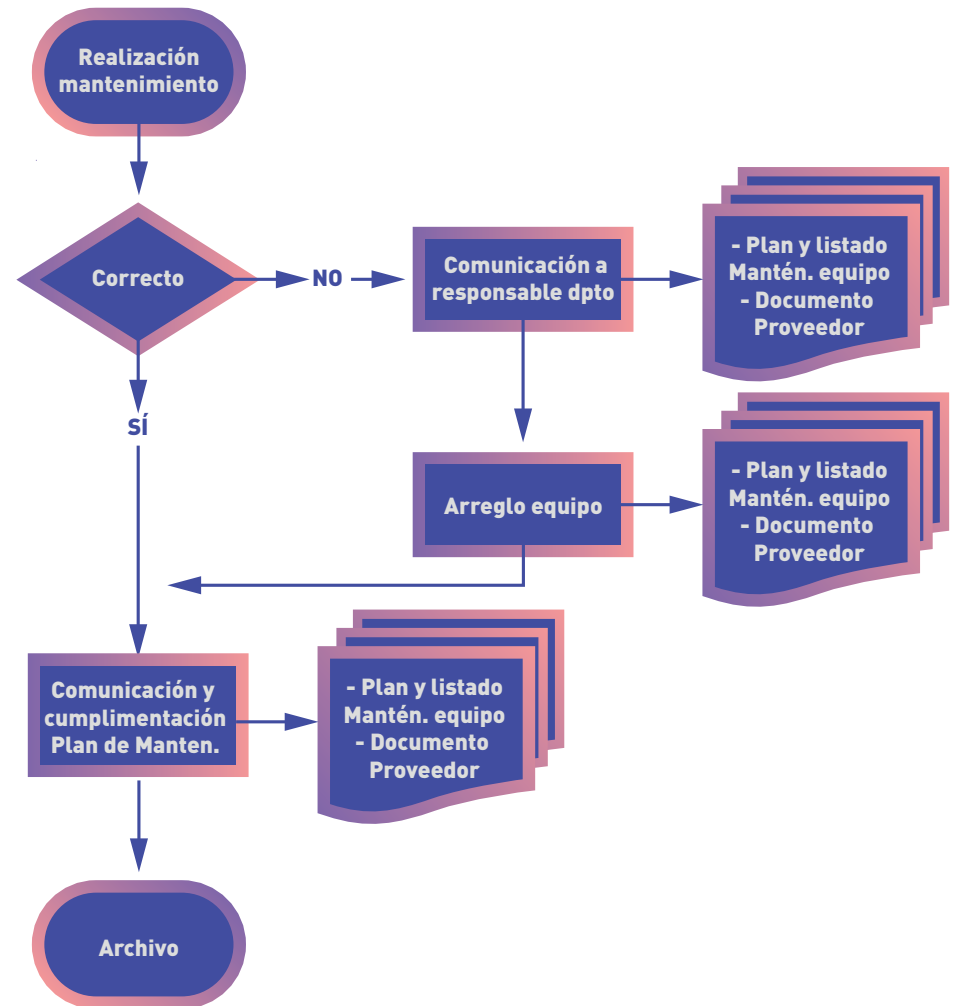 Realización
mantenimiento
Correcto
NO
Comunicación a
responsable dpto
- Plan y listado
Mantén. equipo
- Documento
Proveedor
SÍ
Arreglo equipo
- Plan y listado
Mantén. equipo
- Documento
Proveedor
Comunicación y
cumplimentación
Plan de Manten.
- Plan y listado
Mantén. equipo
- Documento
Proveedor
Archivo